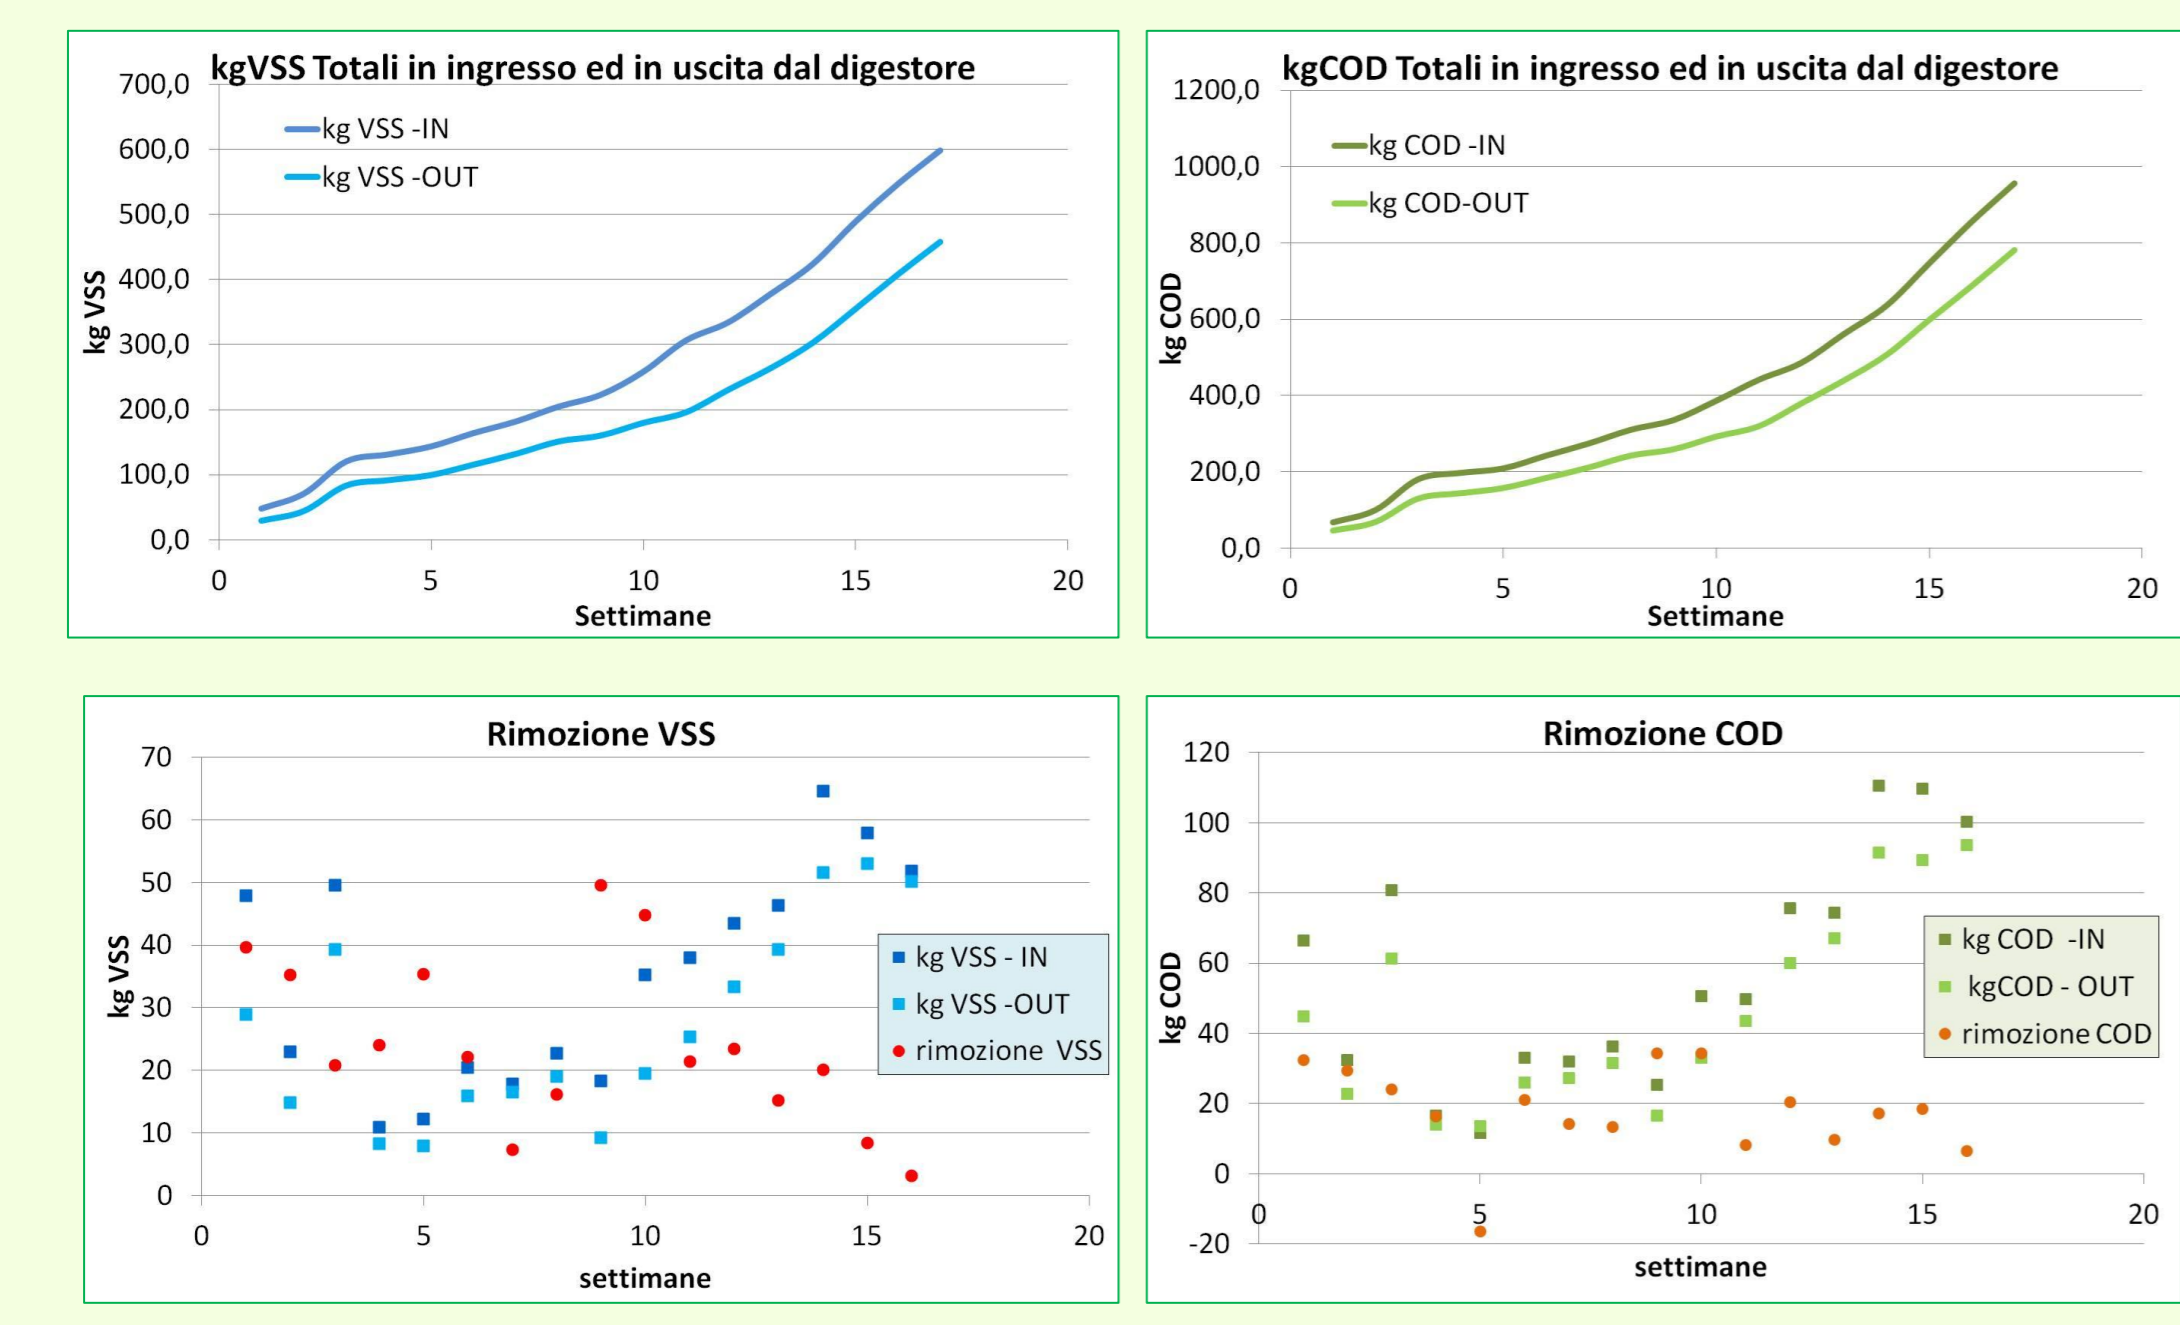 kgVSS Totali in ingresso ed in uscita dal digestore
700,0
600,0
500,0
400,0
300,0
200,0
100,0
0,0
kg VSS
kg VSS -IN
kg VSS -OUT
0 5 10 15 20
Settimane
kgCOD Totali in ingresso ed in uscita dal digestore
1200,0
1000,0
800,0
600,0
400,0
200,0
0,0
kg COD
kg COD -IN
kg COD-OUT
0 5 10 15 20
Settimane
Rimozione VSS
70
60
50
40
30
20
10
0
kg VSS
kg VSS - IN
kg VSS -OUT
rimozione VSS
0 5 10 15 20
settimane
Rimozione COD
120
100
80
60
40
20
0
-20
kg COD
kg COD -IN
kgCOD - OUT
rimozione COD
0 5 10 15 20
settimane